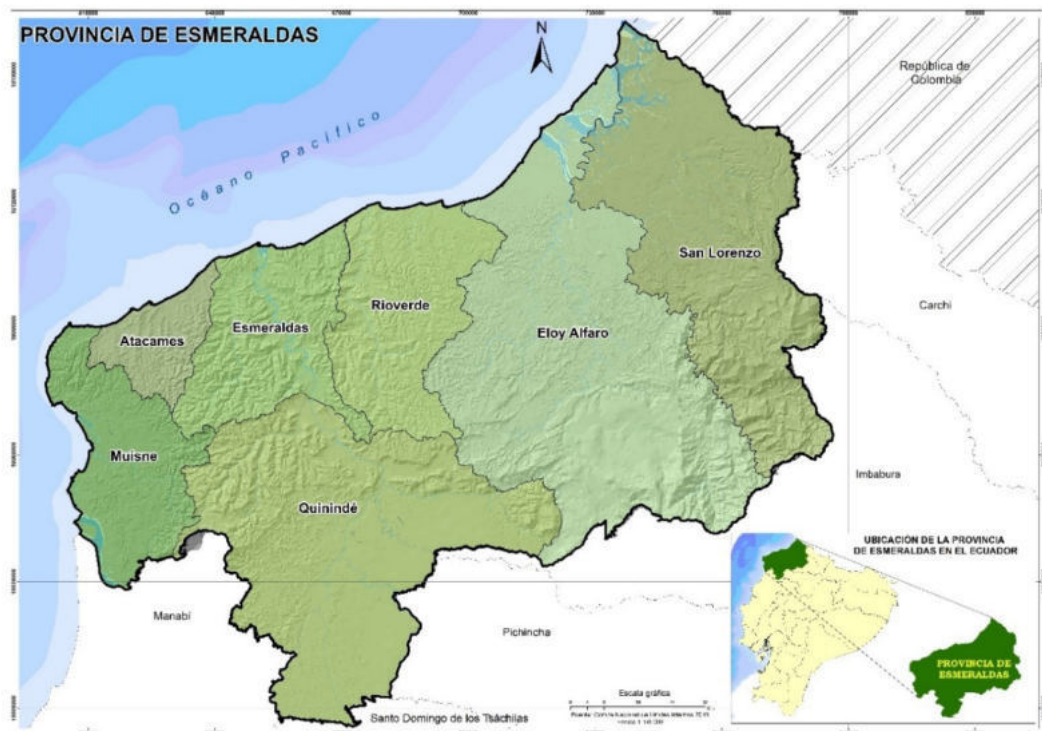 PROVINCIA DE ESMERALDAS
N
República de
Colombia
Océano Pacífico
San Lorenzo
Rioverde
Carchi
Esmeraldas
Eloy Alfaro
Atacames
Muisne
Imbabura
Quinindé
UBICACIÓN DE LA PROVINCIA
DE ESMERALDAS EN EL ECUADOR
Manabí
Pichincha
PROVINCIA DE
ESMERALDAS
Escala gráfica
Santo Domingo de los Tsáchilas